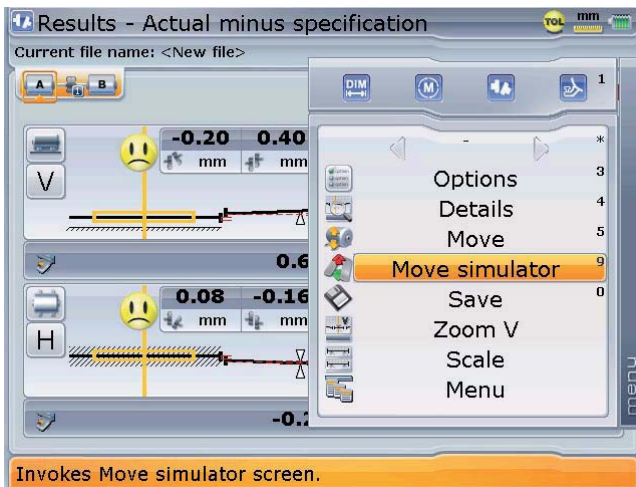 Results - Actual minus specification
TOL mm
Current file name: <New file>
A B
DIM M 1
-0.20 0.40
mm mm
V
- *
Options 3
Details 4
Move 5
0.6
Move simulator 9
0.08 -0.16
mm mm
H
Save 0
Zoom V
Scale
Menu
menu
-0.2
Invokes Move simulator screen.